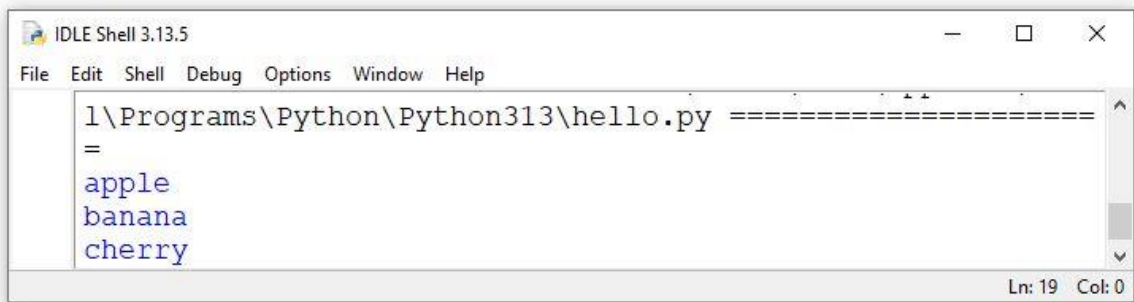 IDLE Shell 3.13.5
File Edit Shell Debug Options Window Help
l\Programs\Python\Python313\hello.py =====================
=
apple
banana
cherry
Ln: 19 Col: 0